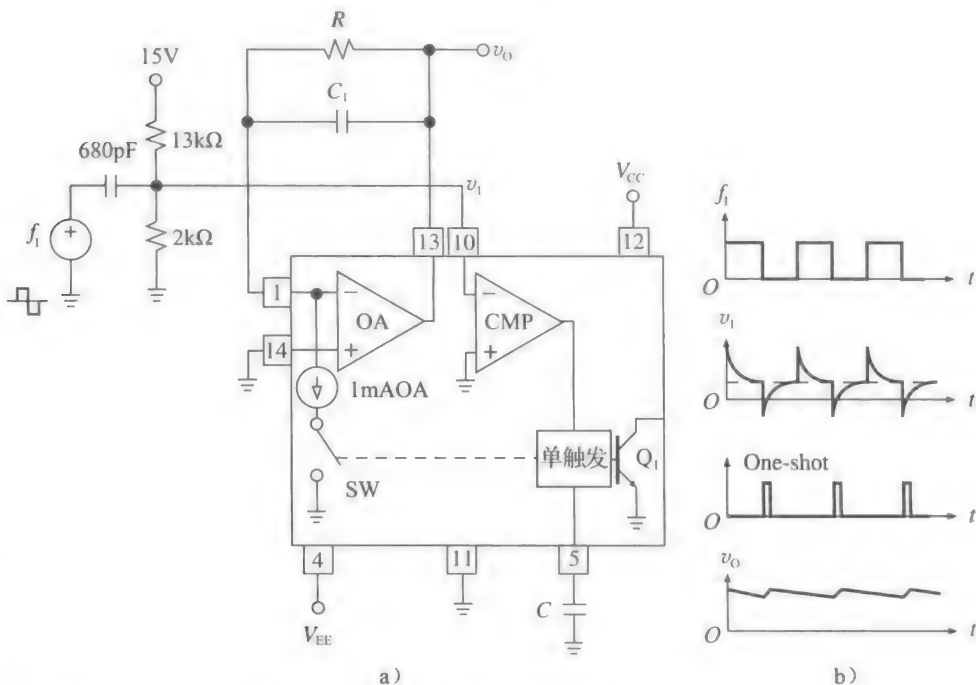 R
15V
v_O
C_1
13kΩ
680pF
v_1
V_CC
f_1
2kΩ
13
10
12
1
OA
CMP
14
1mAOA
单触发
Q_1
SW
4
11
5
V_EE
C
a)
f_1
O
t
v_1
O
t
One-shot
O
t
v_O
O
t
b)